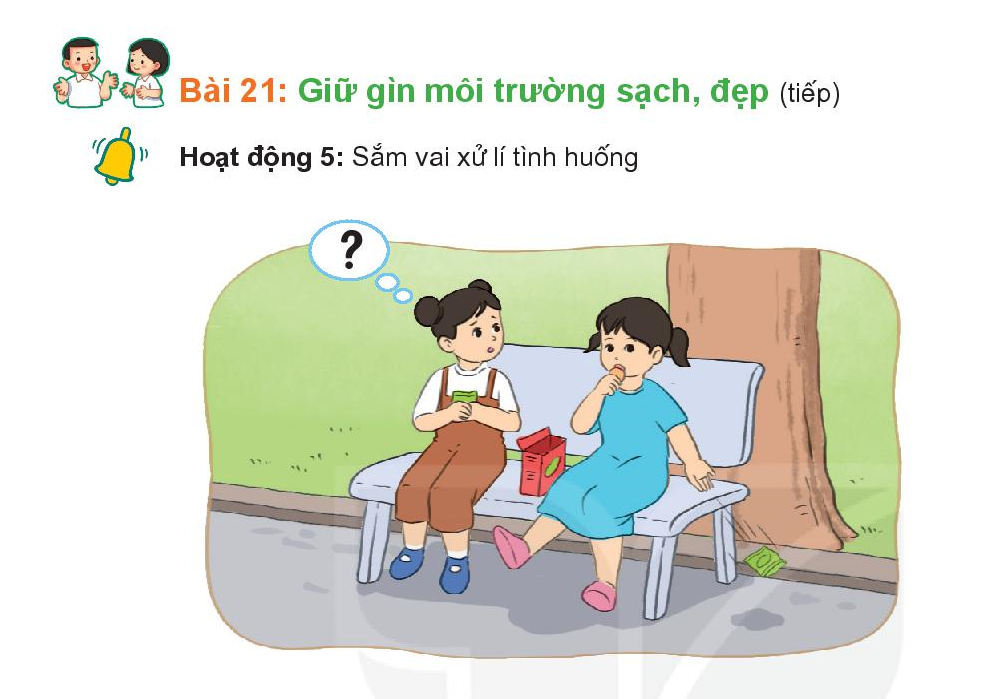 Bài 21: Giữ gìn môi trường sạch, đẹp (tiếp)
Hoạt động 5: Sắm vai xử lí tình huống
?